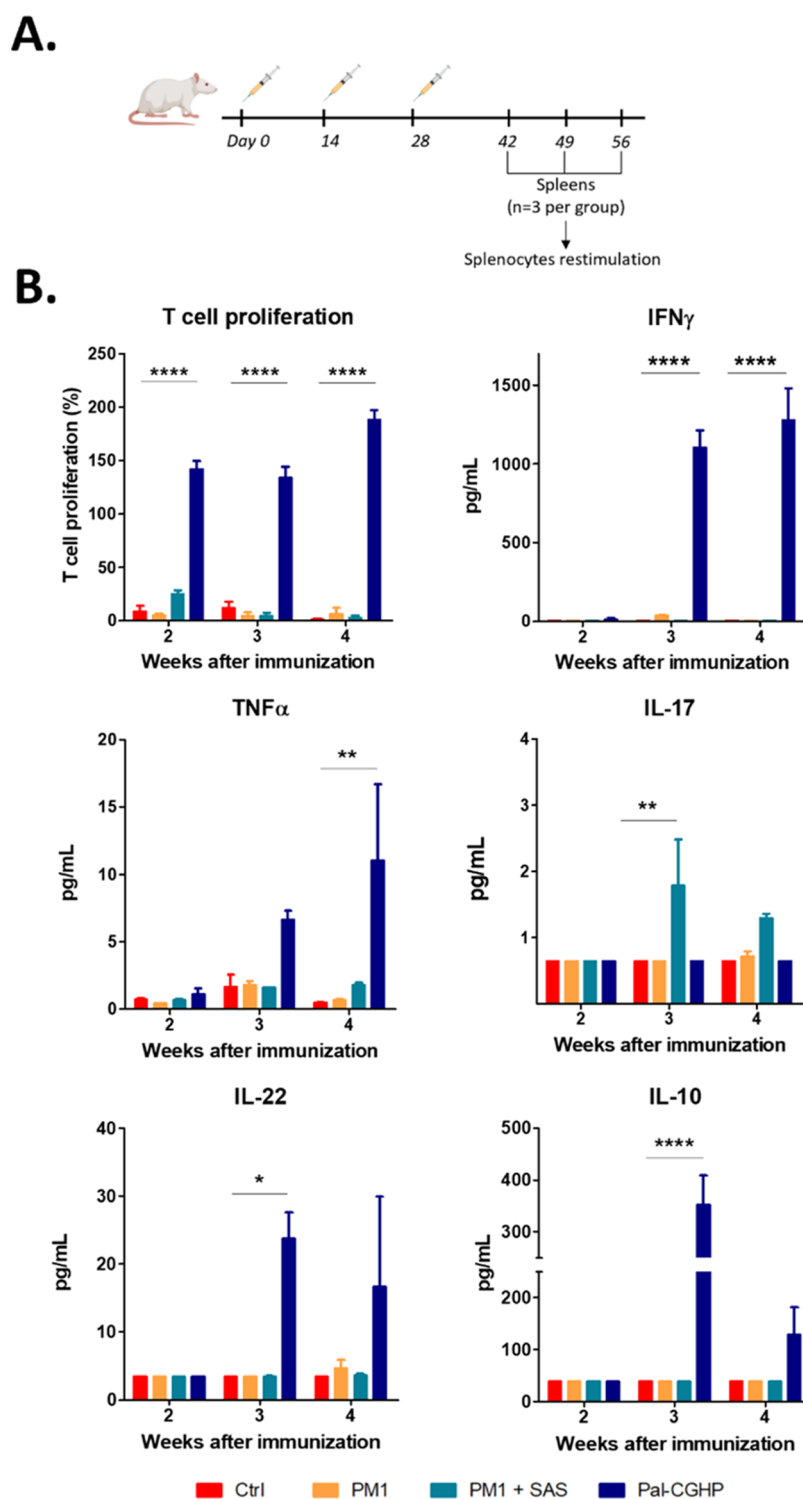 A.
Day 0 14 28 42 49 56
Spleens
(n=3 per group)
Splenocytes restimulation
B.
T cell proliferation
T cell proliferation (%)
250
200
150
100
50
0
**** **** ****
2 3 4
Weeks after immunization
IFNγ
pg/mL
1500
1000
500
0
**** ****
2 3 4
Weeks after immunization
TNFα
pg/mL
20
15
10
5
0
**
2 3 4
Weeks after immunization
IL-17
pg/mL
4
3
2
1
**
2 3 4
Weeks after immunization
IL-22
pg/mL
40
30
20
10
0
*
2 3 4
Weeks after immunization
IL-10
pg/mL
500
400
300
200
100
0
****
2 3 4
Weeks after immunization
Ctrl PM1 PM1 + SAS Pal-CGHP